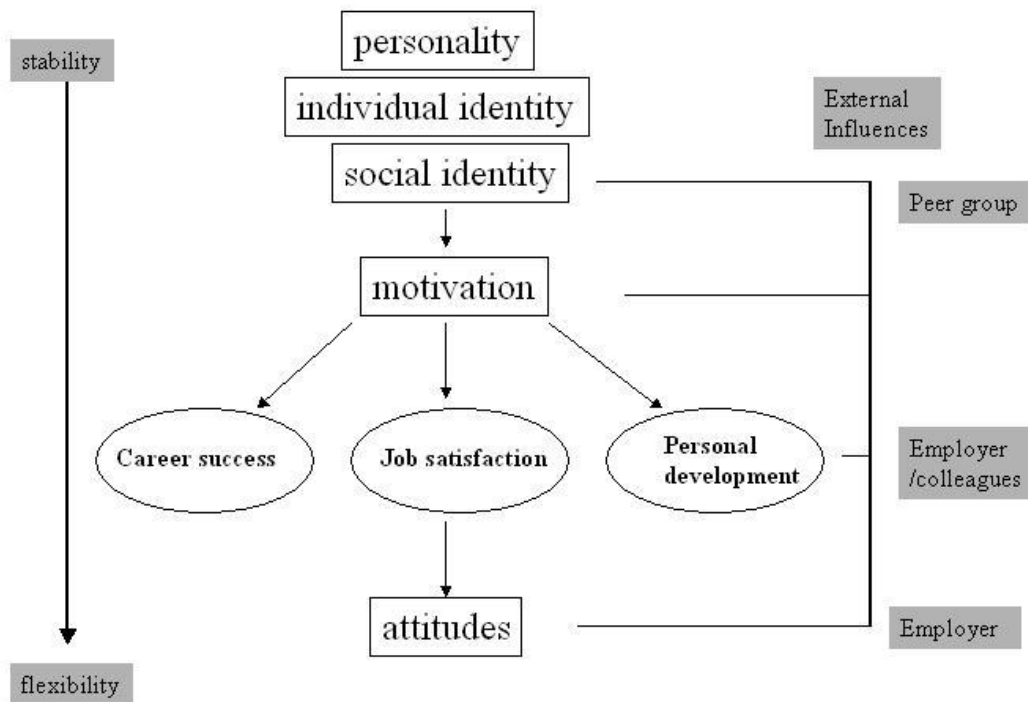 personality
stability
individual identity
External
Influences
social identity
Peer group
motivation
Career success
Job satisfaction
Personal
development
Employer
/colleagues
attitudes
Employer
flexibility